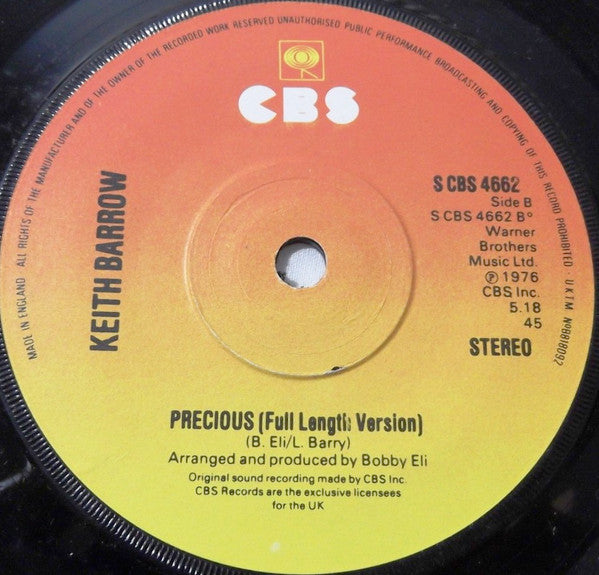 ALL RIGHTS OF THE MANUFACTURER AND OF THE OWNER OF THE RECORDED WORK RESERVED UNAUTHORISED PUBLIC PERFORMANCE BROADCASTING AND COPYING OF THIS RECORD PROHIBITED. U.K.T.M. Nº8818092
MADE IN ENGLAND
CBS
KEITH BARROW
S CBS 4662
Side B
S CBS 4662 Bº
Warner
Brothers
Music Ltd.
℗ 1976
CBS Inc.
5.18
45
STEREO
PRECIOUS (Full Length Version)
(B. Eli/L. Barry)
Arranged and produced by Bobby Eli
Original sound recording made by CBS Inc.
CBS Records are the exclusive licensees
for the UK